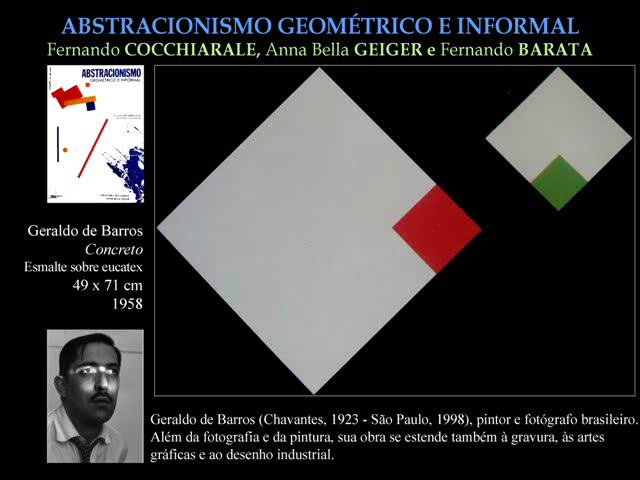 ABSTRACIONISMO GEOMÉTRICO E INFORMAL
Fernando COCCHIARALE, Anna Bella GEIGER e Fernando BARATA
ABSTRACIONISMO
GEOMÉTRICO E INFORMAL
Geraldo de Barros
Concreto
Esmalte sobre eucatex
49 x 71 cm
1958
Geraldo de Barros (Chavantes, 1923 - São Paulo, 1998), pintor e fotógrafo brasileiro.
Além da fotografia e da pintura, sua obra se estende também à gravura, às artes
gráficas e ao desenho industrial.